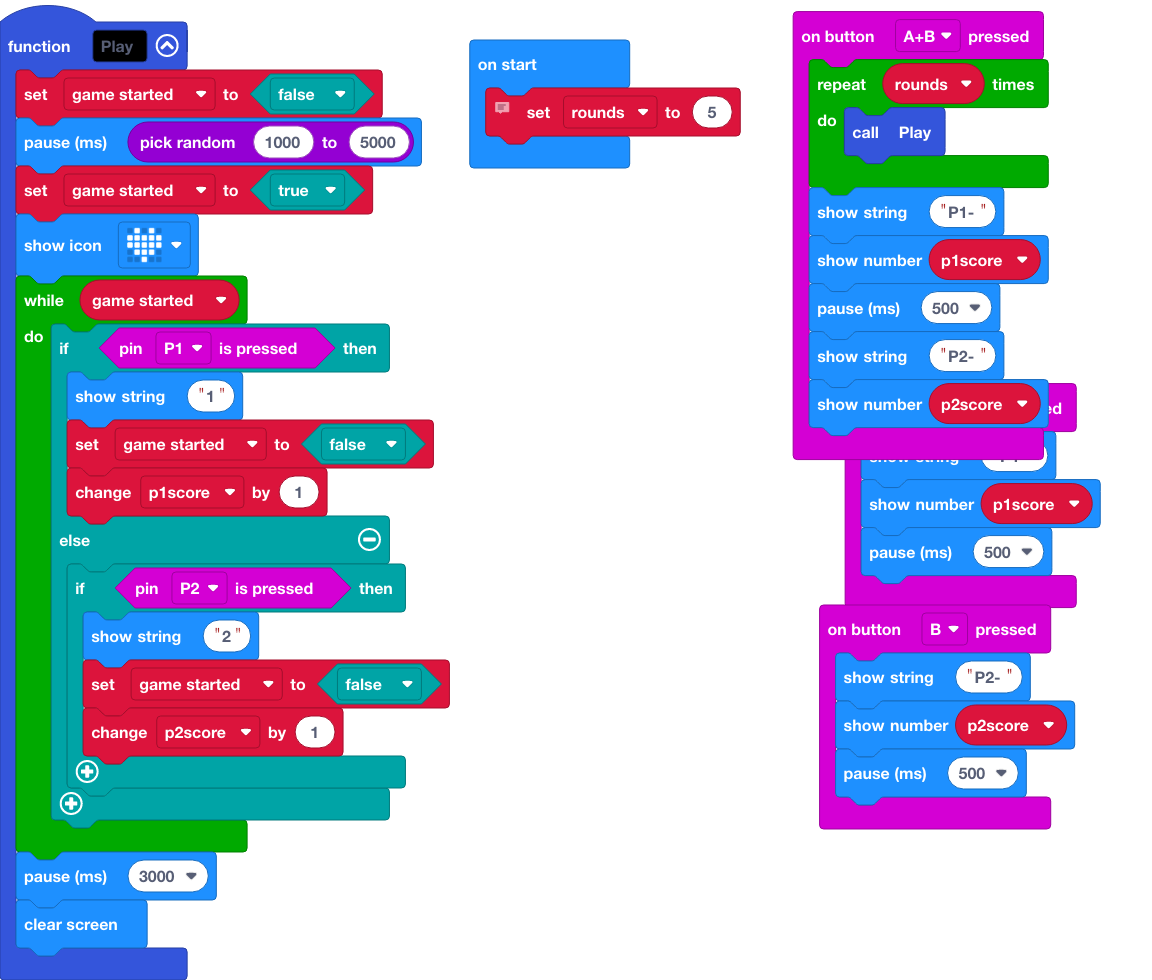 function Play
set game started to false
pause (ms) pick random 1000 to 5000
set game started to true
show icon
while game started
do
if pin P1 is pressed then
show string "1"
set game started to false
change p1score by 1
else
if pin P2 is pressed then
show string "2"
set game started to false
change p2score by 1
pause (ms) 3000
clear screen
on start
set rounds to 5
on button A+B pressed
repeat rounds times
do call Play
show string "P1- "
show number p1score
pause (ms) 500
show string "P2- "
show number p2score
show number p1score
pause (ms) 500
on button B pressed
show string "P2- "
show number p2score
pause (ms) 500